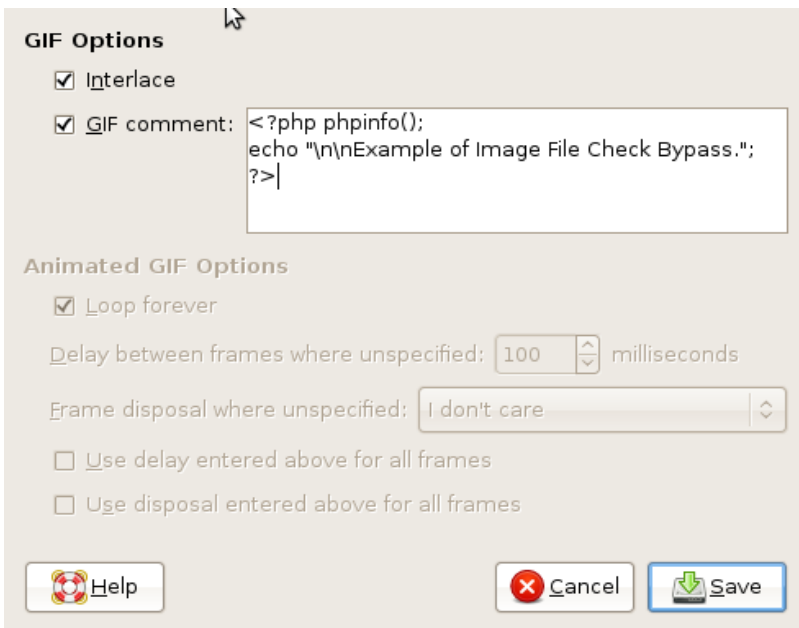 GIF Options
Interlace
GIF comment:
<?php phpinfo();
echo "\n\nExample of Image File Check Bypass.";
?>
Animated GIF Options
Loop forever
Delay between frames where unspecified: 100 milliseconds
Frame disposal where unspecified: I don't care
Use delay entered above for all frames
Use disposal entered above for all frames
Help Cancel Save